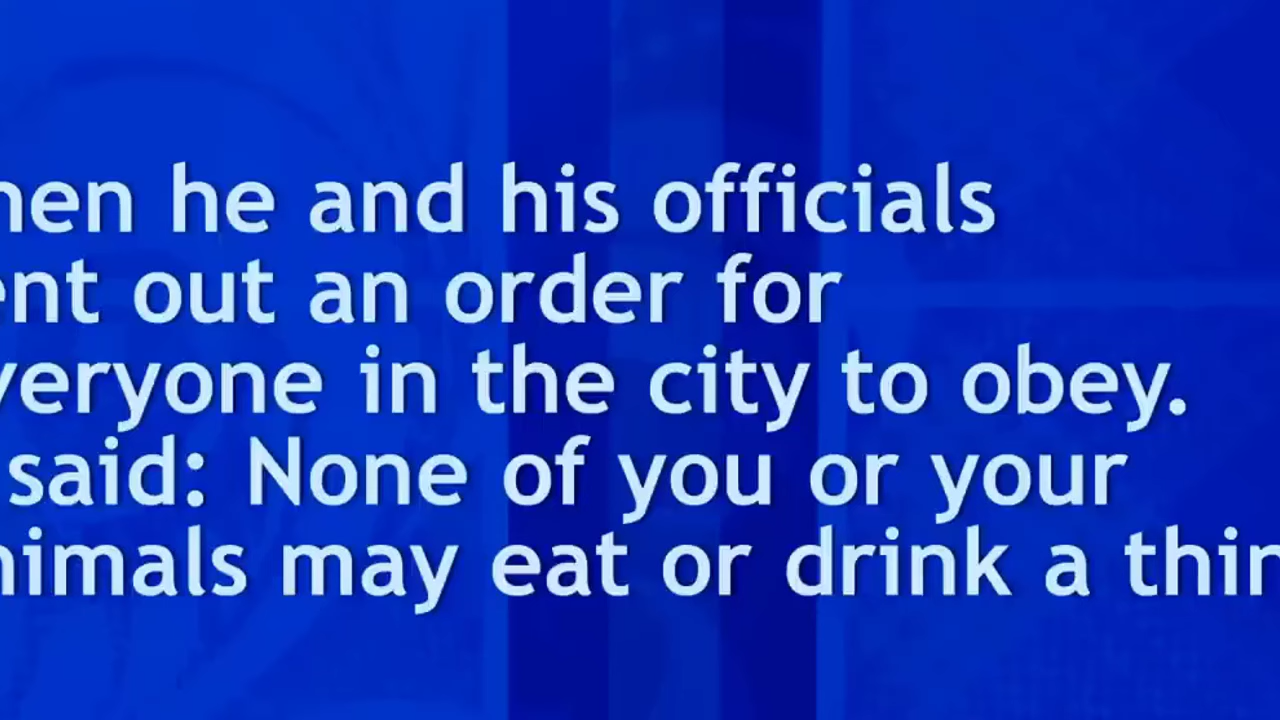 hen he and his officials
ent out an order for
veryone in the city to obey.
said: None of you or your
nimals may eat or drink a thin